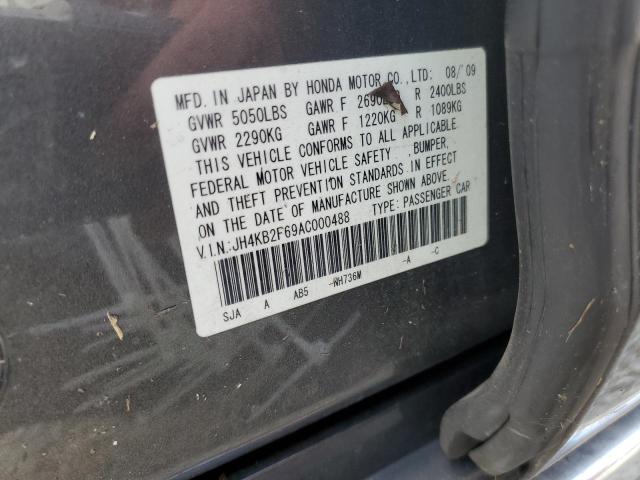 MFD. IN JAPAN BY HONDA MOTOR CO., LTD: 08/'09
GVWR 5050LBS GAWR F 2690LBS R 2400LBS
GVWR 2290KG GAWR F 1220KG R 1089KG
THIS VEHICLE CONFORMS TO ALL APPLICABLE
FEDERAL MOTOR VEHICLE SAFETY, BUMPER,
AND THEFT PREVENTION STANDARDS IN EFFECT
ON THE DATE OF MANUFACTURE SHOWN ABOVE.
V.I.N.:JH4KB2F69AC000488 TYPE: PASSENGER CAR
SJA A AB5 -NH736M -A -C